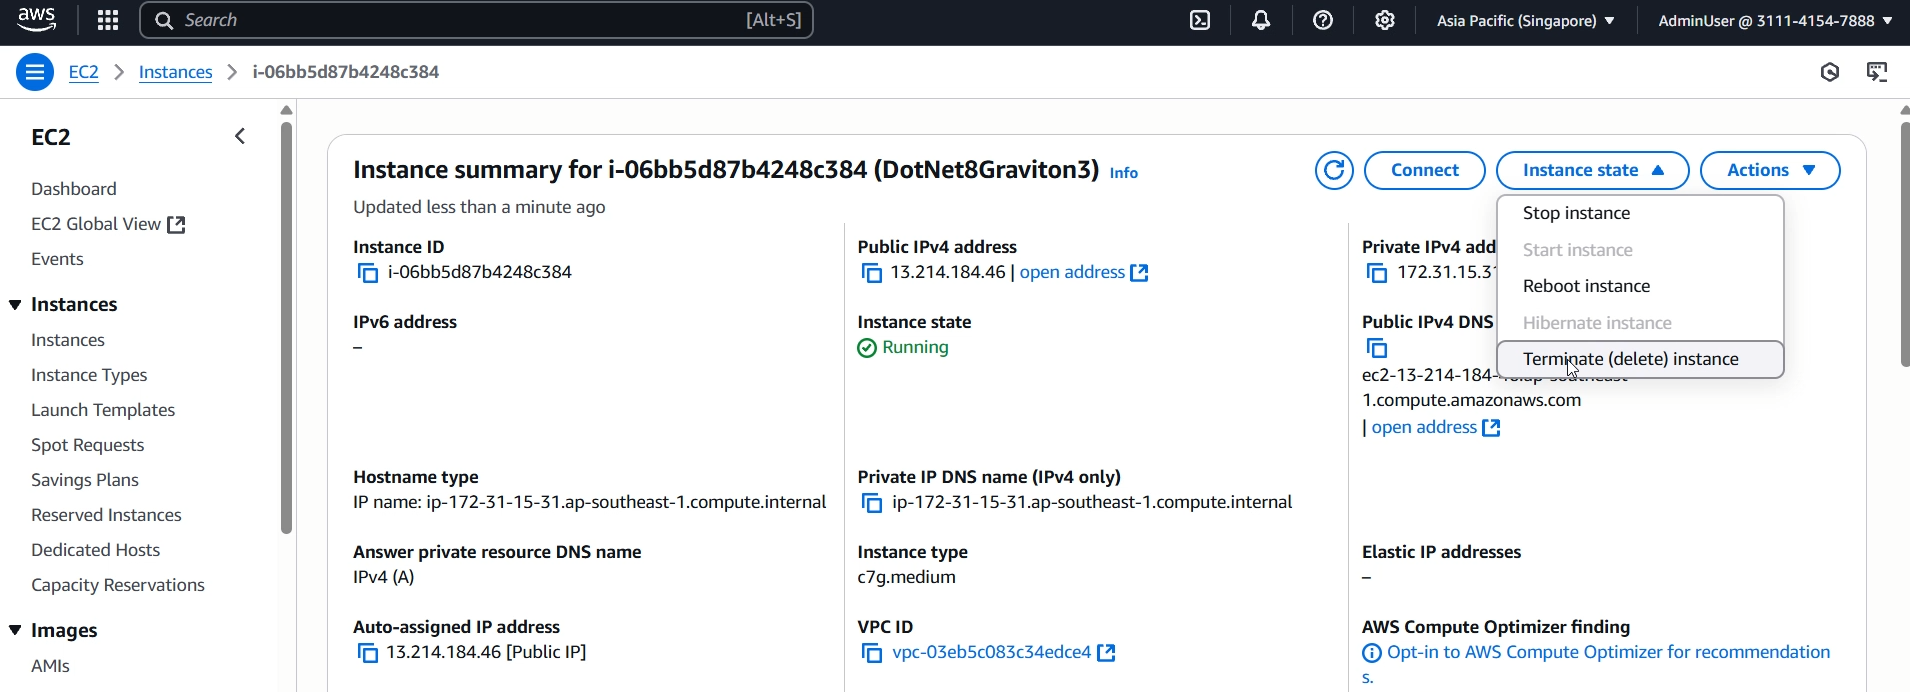 aws
Search [Alt+S]
Asia Pacific (Singapore)
AdminUser @ 3111-4154-7888
EC2 > Instances > i-06bb5d87b4248c384
EC2
Dashboard
EC2 Global View
Events
Instances
Instances
Instance Types
Launch Templates
Spot Requests
Savings Plans
Reserved Instances
Dedicated Hosts
Capacity Reservations
Images
AMIs
Instance summary for i-06bb5d87b4248c384 (DotNet8Graviton3) Info
Updated less than a minute ago
Connect
Instance state
Actions
Stop instance
Start instance
Reboot instance
Hibernate instance
Terminate (delete) instance
Instance ID
i-06bb5d87b4248c384
Public IPv4 address
13.214.184.46 | open address
Private IPv4 add
172.31.15.31
IPv6 address
–
Instance state
Running
Public IPv4 DNS
ec2-13-214-184-46.ap-southeast-
1.compute.amazonaws.com
| open address
Hostname type
IP name: ip-172-31-15-31.ap-southeast-1.compute.internal
Private IP DNS name (IPv4 only)
ip-172-31-15-31.ap-southeast-1.compute.internal
Answer private resource DNS name
IPv4 (A)
Instance type
c7g.medium
Elastic IP addresses
–
Auto-assigned IP address
13.214.184.46 [Public IP]
VPC ID
vpc-03eb5c083c34edce4
AWS Compute Optimizer finding
Opt-in to AWS Compute Optimizer for recommendation
s.